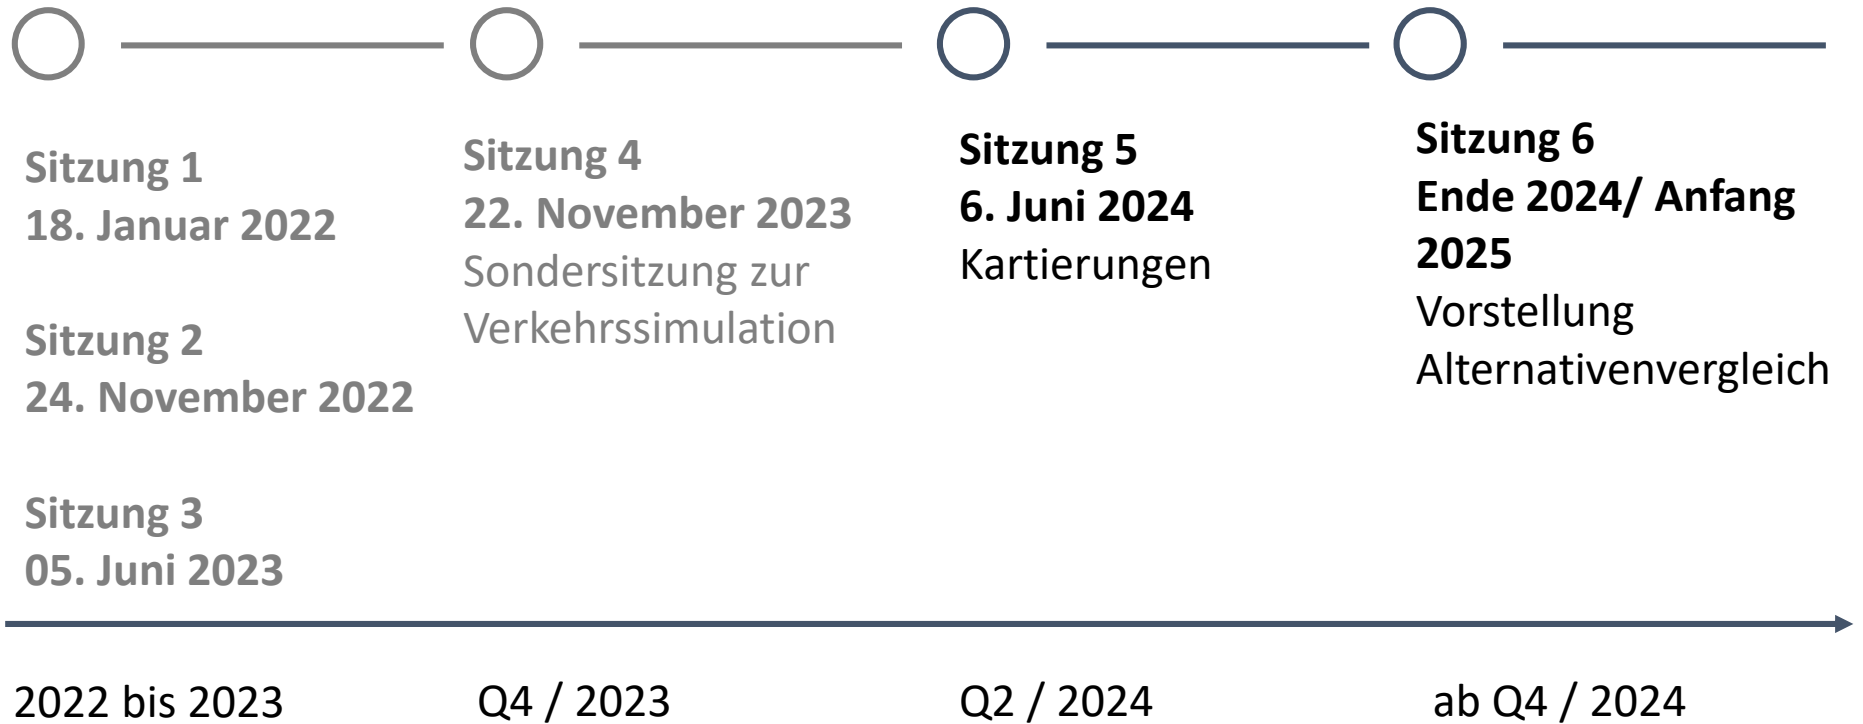 Sitzung 1
18. Januar 2022
Sitzung 2
24. November 2022
Sitzung 3
05. Juni 2023
Sitzung 4
22. November 2023
Sondersitzung zur
Verkehrssimulation
Sitzung 5
6. Juni 2024
Kartierungen
Sitzung 6
Ende 2024/ Anfang
2025
Vorstellung
Alternativenvergleich
2022 bis 2023
Q4 / 2023
Q2 / 2024
ab Q4 / 2024